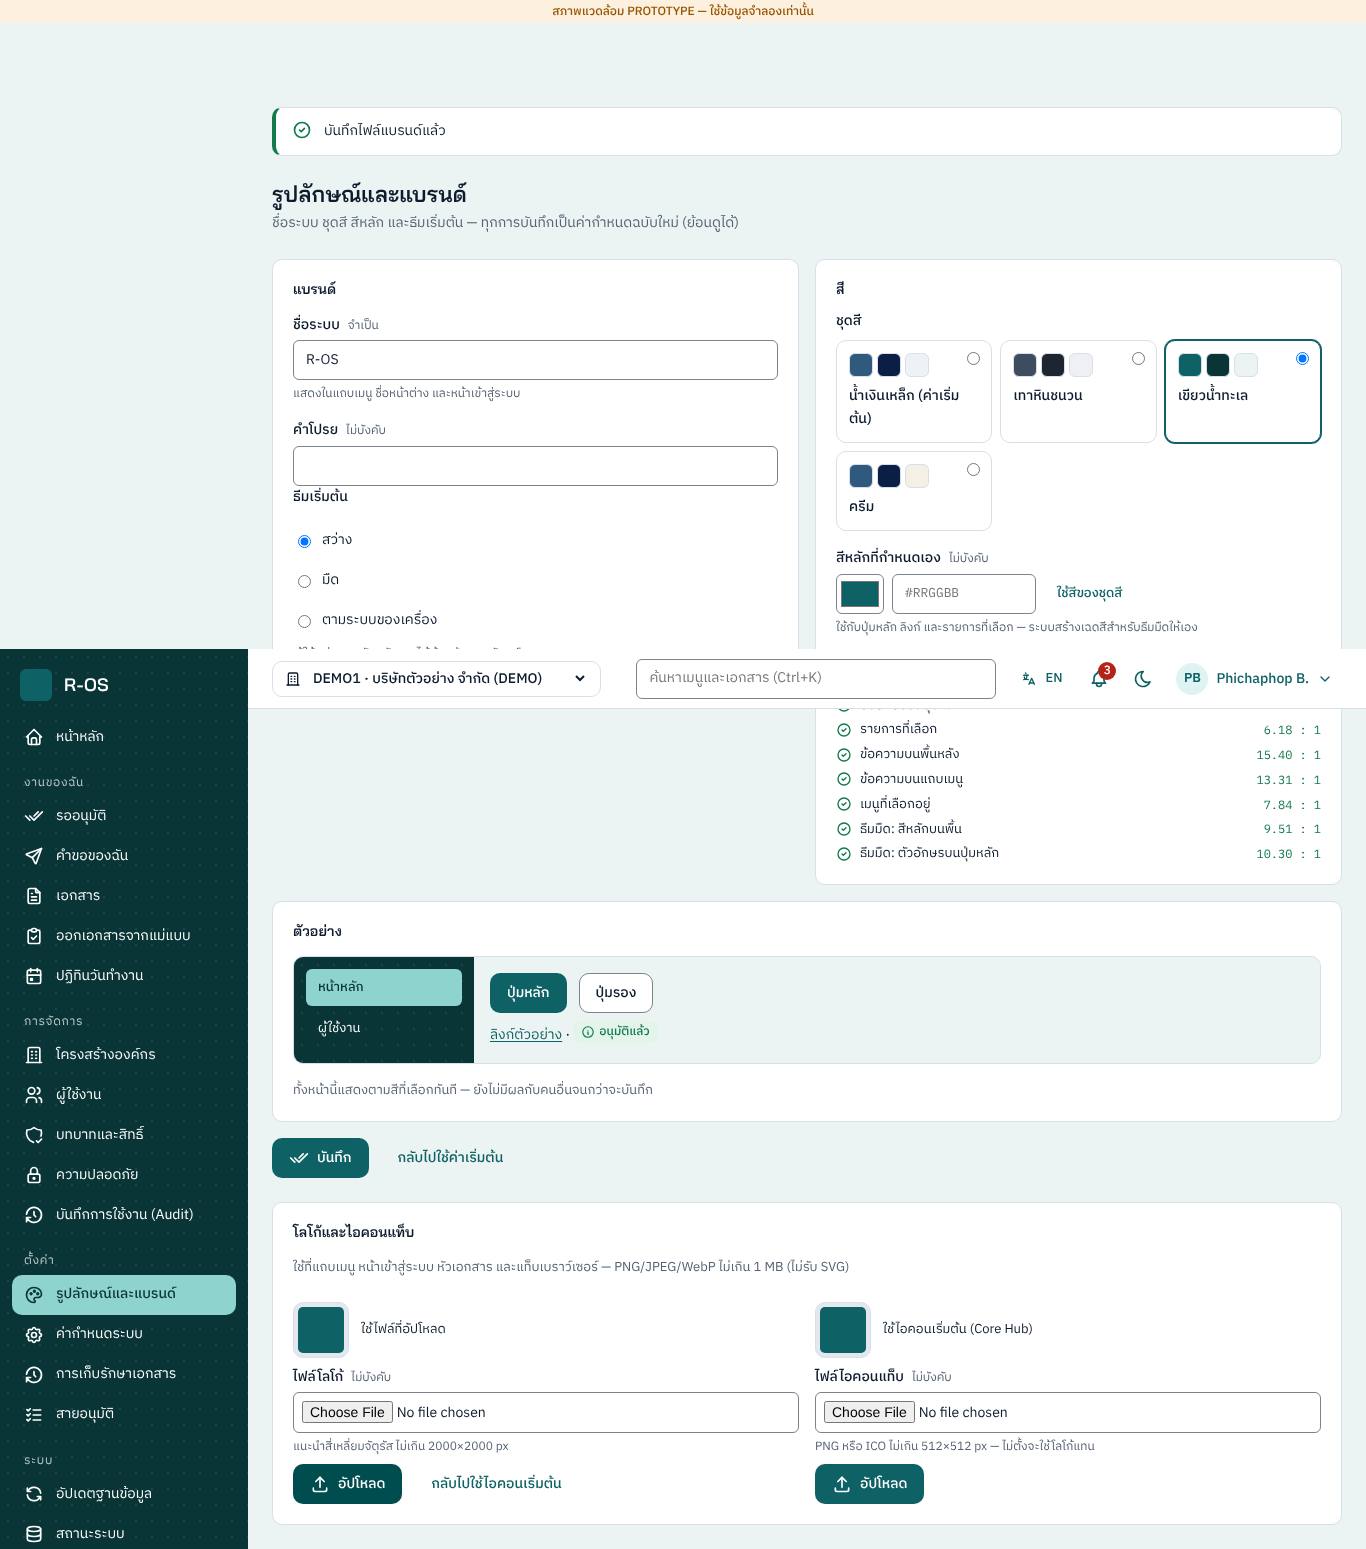 สภาพแวดล้อม PROTOTYPE — ใช้ข้อมูลจำลองเท่านั้น
บันทึกไฟล์แบรนด์แล้ว
รูปลักษณ์และแบรนด์
ชื่อระบบ ชุดสี สีหลัก และธีมเริ่มต้น — ทุกการบันทึกเป็นค่ากำหนดฉบับใหม่ (ย้อนดูได้)
แบรนด์
ชื่อระบบ จำเป็น
R-OS
แสดงในแถบเมนู ชื่อหน้าต่าง และหน้าเข้าสู่ระบบ
คำโปรย ไม่บังคับ
ธีมเริ่มต้น
สว่าง
มืด
ตามระบบของเครื่อง
สี
ชุดสี
น้ำเงินเหล็ก (ค่าเริ่ม
ต้น)
เทาหินชนวน
เขียวน้ำทะเล
ครีม
สีหลักที่กำหนดเอง ไม่บังคับ
#RRGGBB
ใช้สีของชุดสี
ใช้กับปุ่มหลัก ลิงก์ และรายการที่เลือก — ระบบสร้างเฉดสีสำหรับธีมมืดให้เอง
R-OS
DEMO1 · บริษัทตัวอย่าง จำกัด (DEMO)
ค้นหาเมนูและเอกสาร (Ctrl+K)
EN
3
PB
Phichaphop B.
หน้าหลัก
งานของฉัน
รออนุมัติ
คำขอของฉัน
เอกสาร
ออกเอกสารจากแม่แบบ
ปฏิทินวันทำงาน
การจัดการ
โครงสร้างองค์กร
ผู้ใช้งาน
บทบาทและสิทธิ์
ความปลอดภัย
บันทึกการใช้งาน (Audit)
ตั้งค่า
รูปลักษณ์และแบรนด์
ค่ากำหนดระบบ
การเก็บรักษาเอกสาร
สายอนุมัติ
ระบบ
อัปเดตฐานข้อมูล
สถานะระบบ
รายการที่เลือก 6.18 : 1
ข้อความบนพื้นหลัง 15.40 : 1
ข้อความบนแถบเมนู 13.31 : 1
เมนูที่เลือกอยู่ 7.84 : 1
ธีมมืด: สีหลักบนพื้น 9.51 : 1
ธีมมืด: ตัวอักษรบนปุ่มหลัก 10.30 : 1
ตัวอย่าง
หน้าหลัก
ผู้ใช้งาน
ปุ่มหลัก
ปุ่มรอง
ลิงก์ตัวอย่าง · อนุมัติแล้ว
ทั้งหน้านี้แสดงตามสีที่เลือกทันที — ยังไม่มีผลกับคนอื่นจนกว่าจะบันทึก
บันทึก
กลับไปใช้ค่าเริ่มต้น
โลโก้และไอคอนแท็บ
ใช้ที่แถบเมนู หน้าเข้าสู่ระบบ หัวเอกสาร และแท็บเบราว์เซอร์ — PNG/JPEG/WebP ไม่เกิน 1 MB (ไม่รับ SVG)
ใช้ไฟล์ที่อัปโหลด
ไฟล์โลโก้ ไม่บังคับ
Choose File No file chosen
แนะนำสี่เหลี่ยมจัตุรัส ไม่เกิน 2000×2000 px
อัปโหลด
กลับไปใช้ไอคอนเริ่มต้น
ใช้ไอคอนเริ่มต้น (Core Hub)
ไฟล์ไอคอนแท็บ ไม่บังคับ
Choose File No file chosen
PNG หรือ ICO ไม่เกิน 512×512 px — ไม่ตั้งจะใช้โลโก้แทน
อัปโหลด